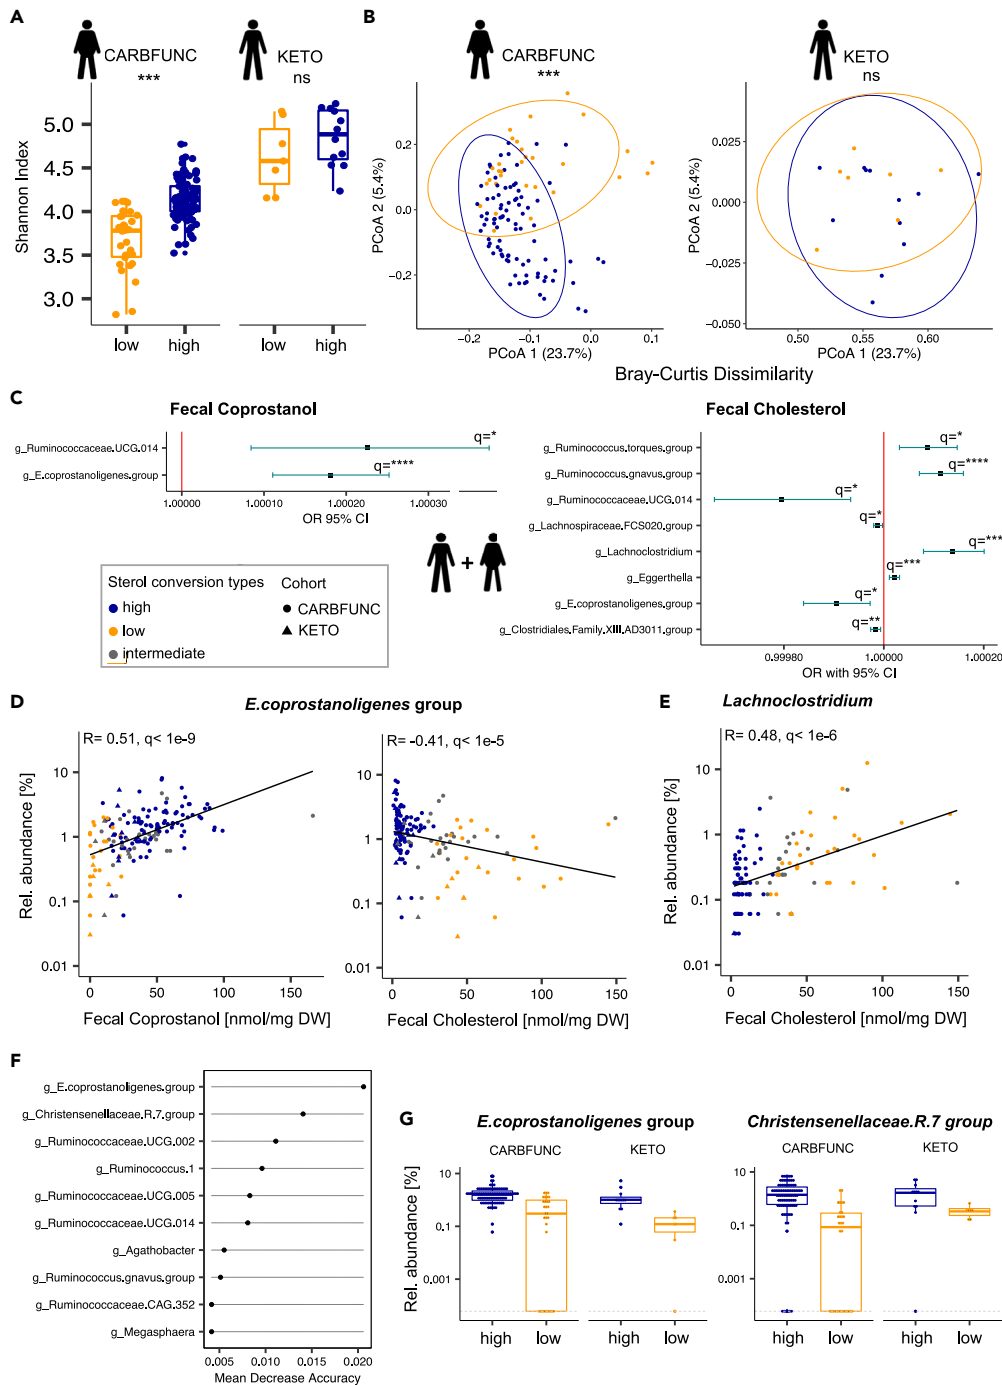 A
CARBFUNC
***
KETO
ns
Shannon Index
5.0
4.5
4.0
3.5
3.0
low
high
low
high
B
CARBFUNC
***
KETO
ns
PCoA 2 (5.4%)
0.2
0.0
−0.2
−0.2
−0.1
0.0
0.1
PCoA 1 (23.7%)
PCoA 2 (5.4%)
0.025
0.000
−0.025
−0.050
0.50
0.55
0.60
PCoA 1 (23.7%)
Bray-Curtis Dissimilarity
C
Fecal Coprostanol
g_Ruminococcaceae.UCG.014
q=*
g_E.coprostanoligenes.group
q=****
1.00000
1.00010
1.00020
1.00030
OR 95% CI
Fecal Cholesterol
g_Ruminococcus.torques.group
q=*
g_Ruminococcus.gnavus.group
q=****
g_Ruminococcaceae.UCG.014
q=*
g_Lachnospiraceae.FCS020.group
q=*
g_Lachnoclostridium
q=***
g_Eggerthella
q=***
g_E.coprostanoligenes.group
q=*
g_Clostridiales.Family.XIII.AD3011.group
q=**
0.99980
1.00000
1.00020
OR with 95% CI
+
Sterol conversion types
high
low
intermediate
Cohort
CARBFUNC
KETO
D
E.coprostanoligenes group
R= 0.51, q< 1e-9
Rel. abundance [%]
10
1
0.1
0.01
0
50
100
150
Fecal Coprostanol [nmol/mg DW]
R= -0.41, q< 1e-5
10
1
0.1
0.01
0
50
100
150
Fecal Cholesterol [nmol/mg DW]
E
Lachnoclostridium
R= 0.48, q< 1e-6
Rel. abundance [%]
10
1
0.1
0.01
0
50
100
150
Fecal Cholesterol [nmol/mg DW]
F
g_E.coprostanoligenes.group
g_Christensenellaceae.R.7.group
g_Ruminococcaceae.UCG.002
g_Ruminococcus.1
g_Ruminococcaceae.UCG.005
g_Ruminococcaceae.UCG.014
g_Agathobacter
g_Ruminococcus.gnavus.group
g_Ruminococcaceae.CAG.352
g_Megasphaera
0.005
0.010
0.015
0.020
Mean Decrease Accuracy
G
E.coprostanoligenes group
CARBFUNC
KETO
Rel. abundance [%]
10
0.1
0.001
high
low
high
low
Christensenellaceae.R.7 group
CARBFUNC
KETO
10
0.1
0.001
high
low
high
low